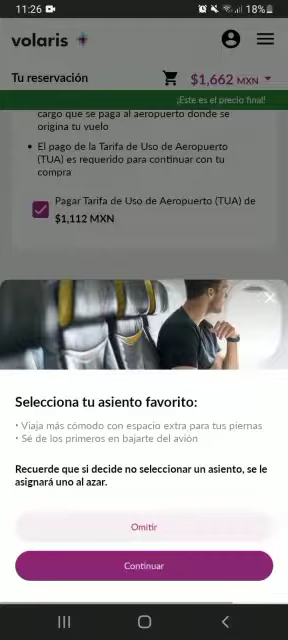 11:26
18%
volaris
Tu reservación
$1,662 MXN
¡Este es el precio final!
cargo que se paga al aeropuerto donde se
origina tu vuelo
• El pago de la Tarifa de Uso de Aeropuerto
(TUA) es requerido para continuar con tu
compra
Pagar Tarifa de Uso de Aeropuerto (TUA) de
$1,112 MXN
Selecciona tu asiento favorito:
• Viaja más cómodo con espacio extra para tus piernas
• Sé de los primeros en bajarte del avión
Recuerde que si decide no seleccionar un asiento, se le
asignará uno al azar.
Omitir
Continuar